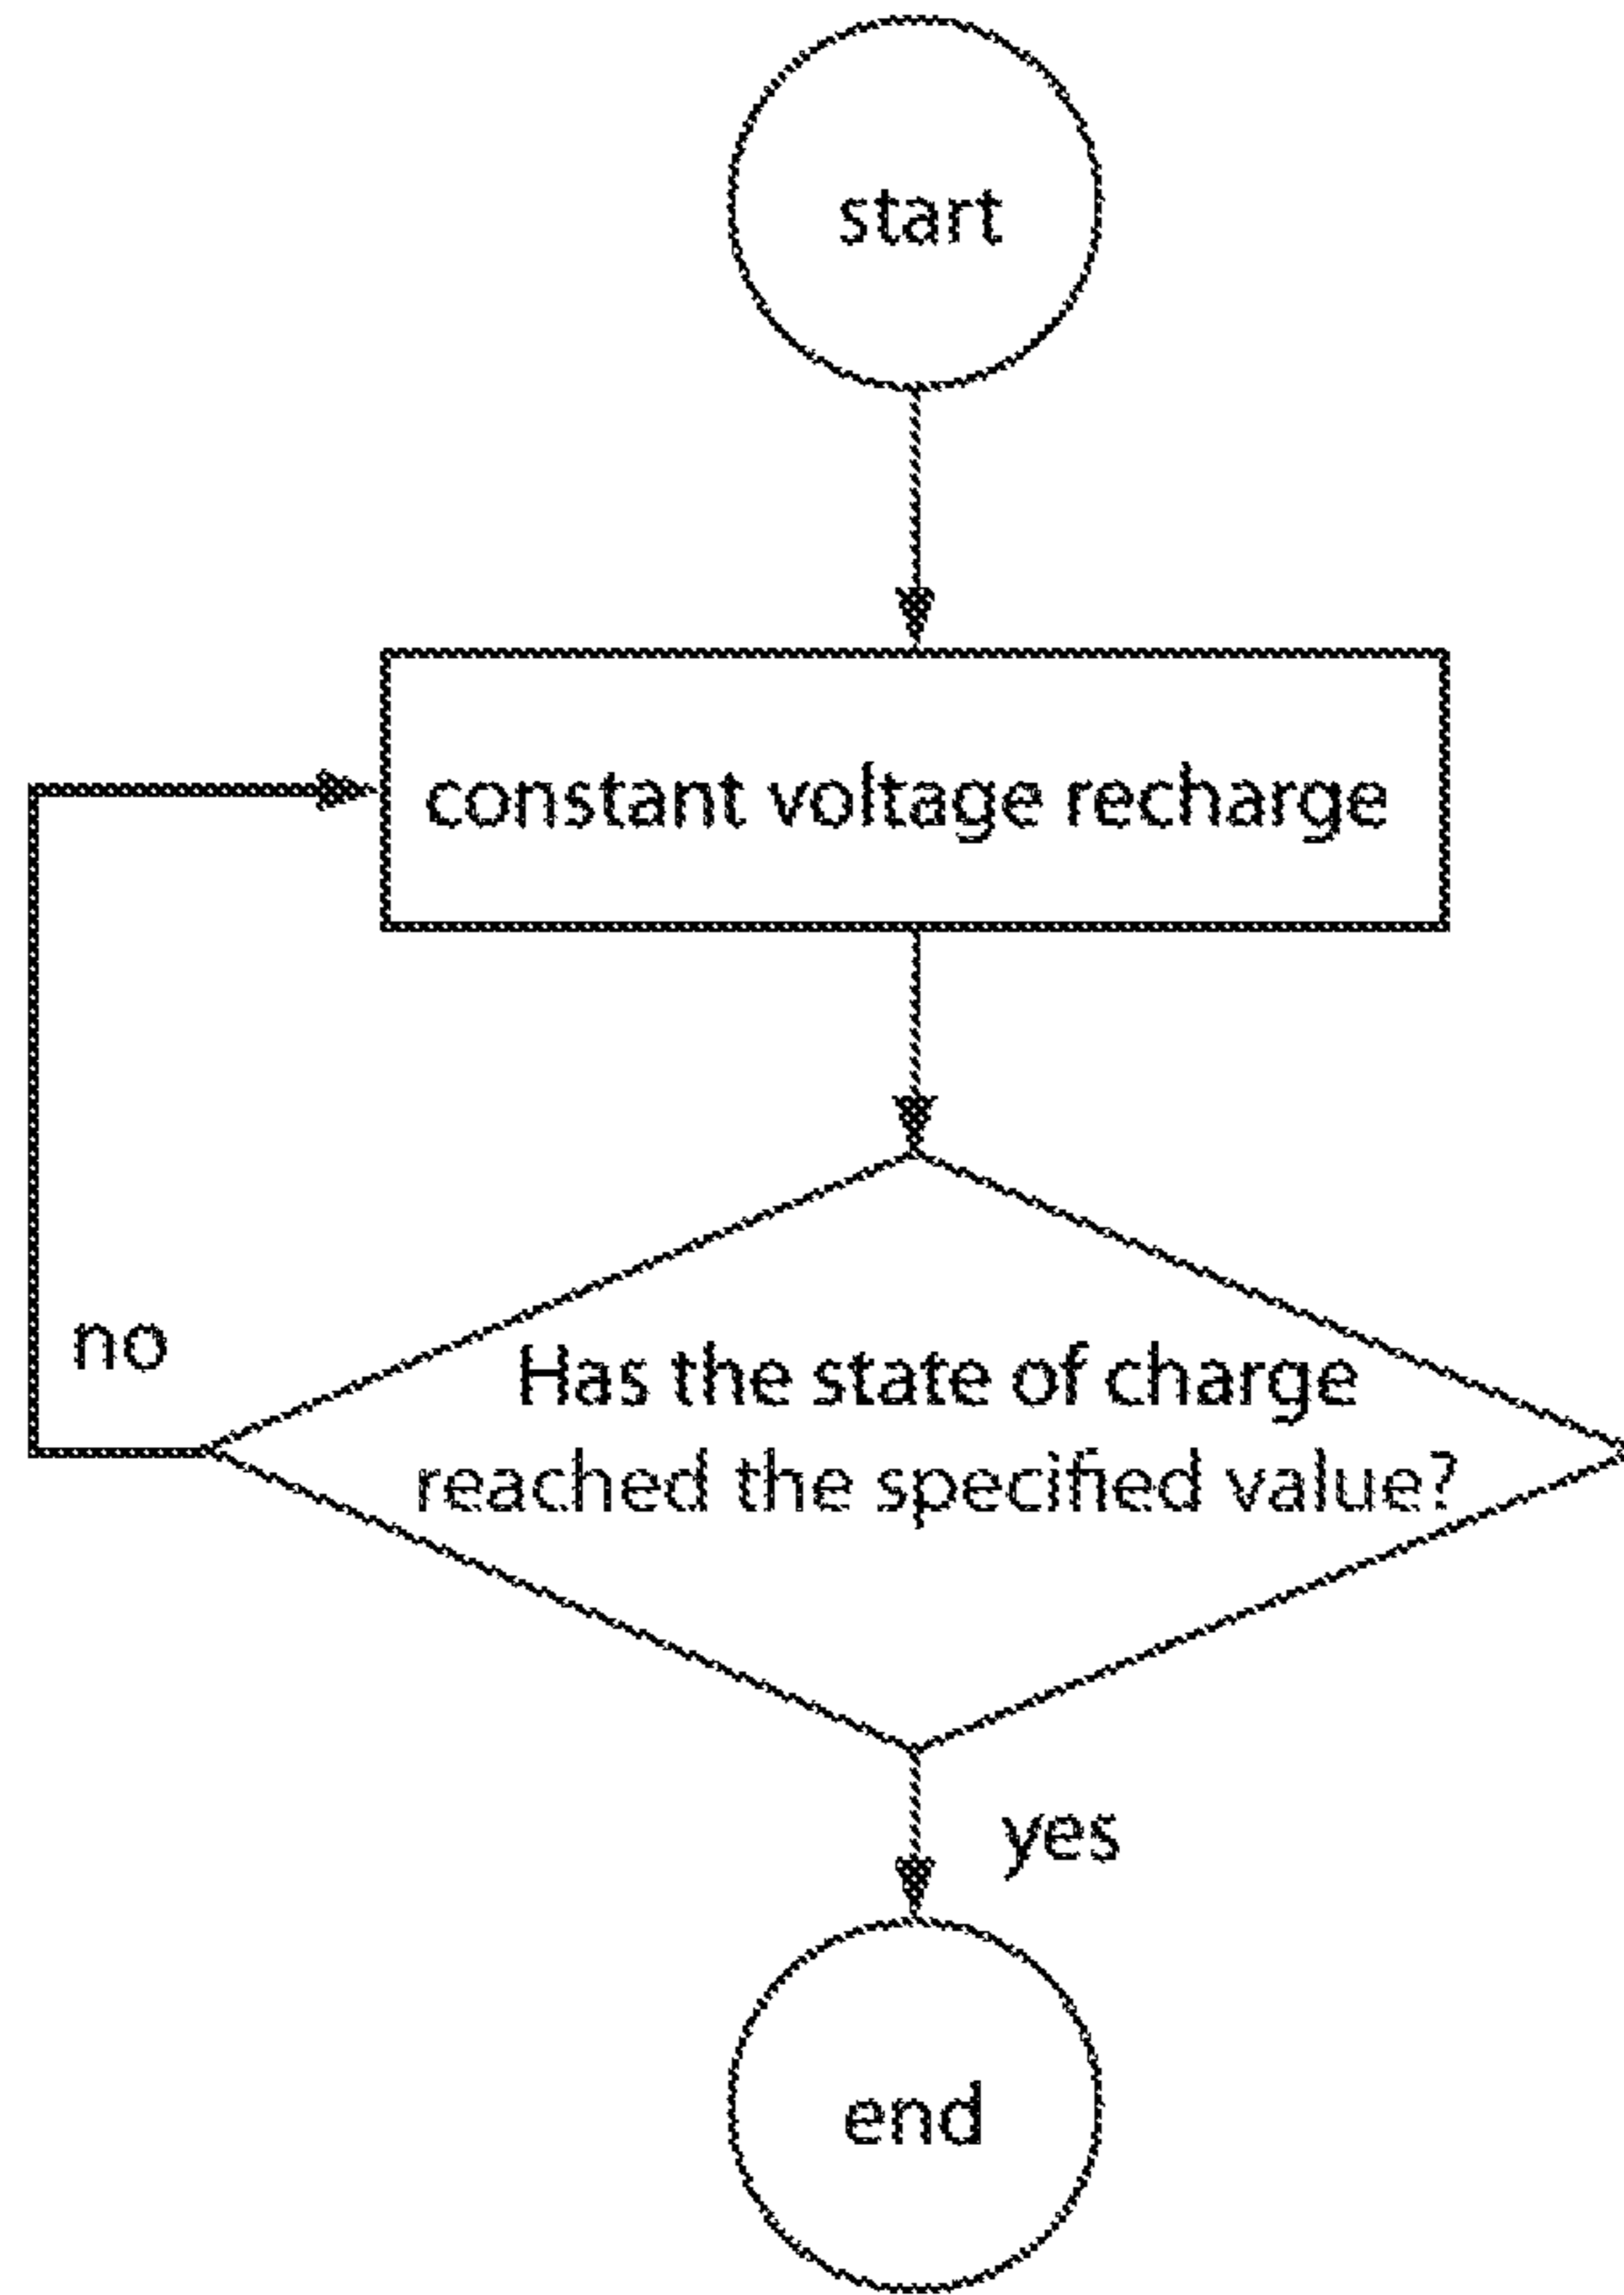 start
constant voltage recharge
no
Has the state of charge
reached the specified value?
yes
end